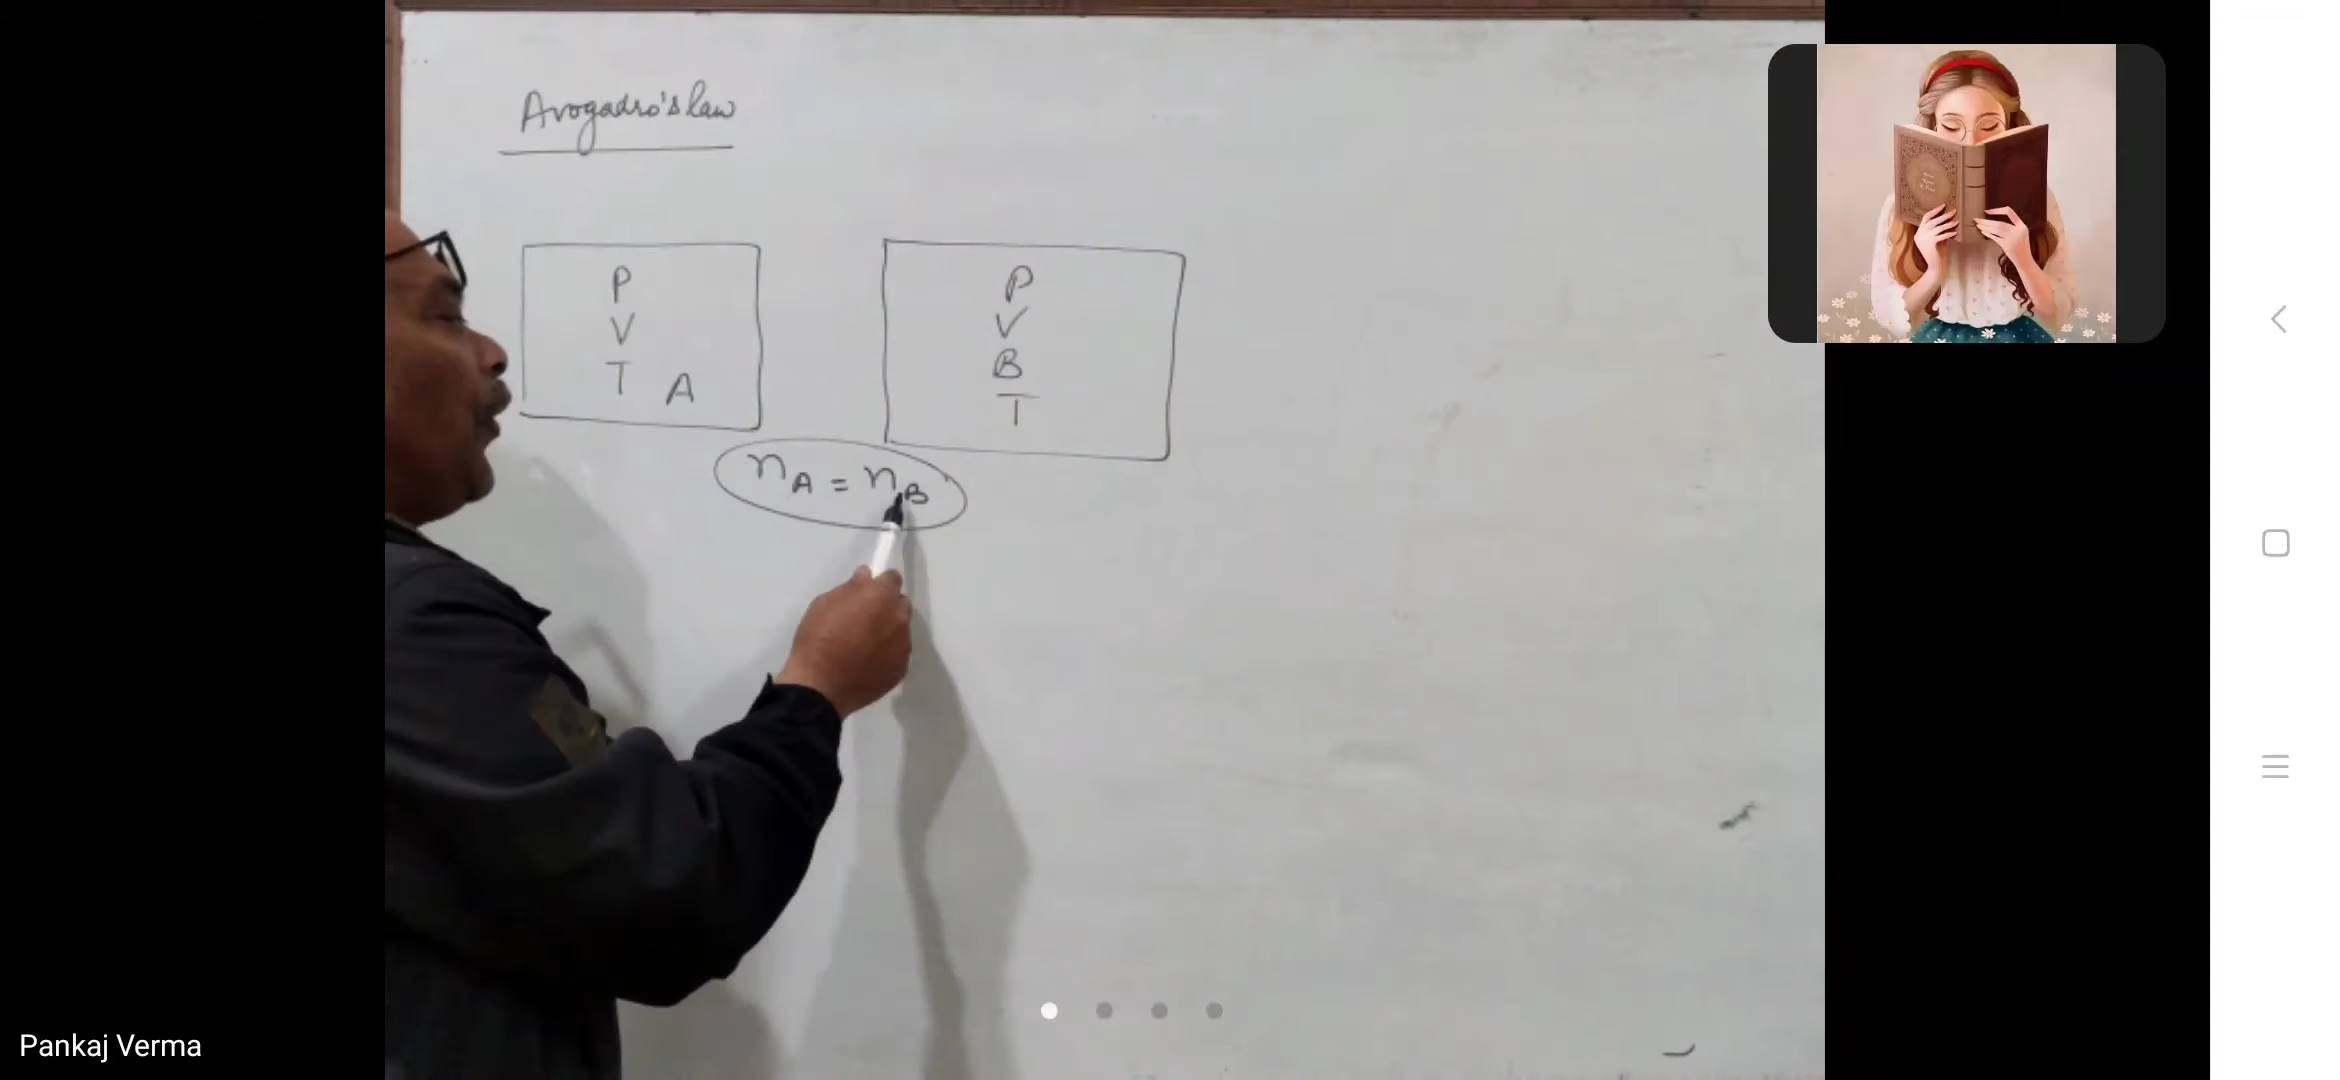 Avogadro's law
P
V
T A
P
V
B
T
nA = nB
Pankaj Verma